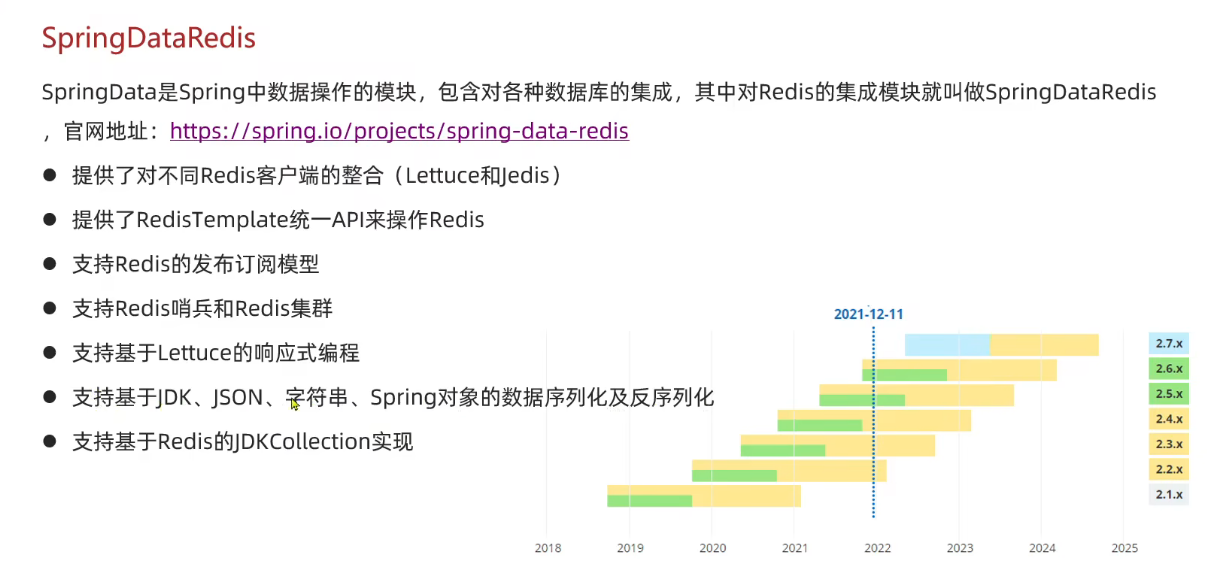 SpringDataRedis
SpringData是Spring中数据操作的模块，包含对各种数据库的集成，其中对Redis的集成模块就叫做SpringDataRedis
，官网地址：https://spring.io/projects/spring-data-redis
● 提供了对不同Redis客户端的整合（Lettuce和Jedis）
● 提供了RedisTemplate统一API来操作Redis
● 支持Redis的发布订阅模型
● 支持Redis哨兵和Redis集群
● 支持基于Lettuce的响应式编程
● 支持基于JDK、JSON、字符串、Spring对象的数据序列化及反序列化
● 支持基于Redis的JDKCollection实现
2021-12-11
2.7.x
2.6.x
2.5.x
2.4.x
2.3.x
2.2.x
2.1.x
2018 2019 2020 2021 2022 2023 2024 2025